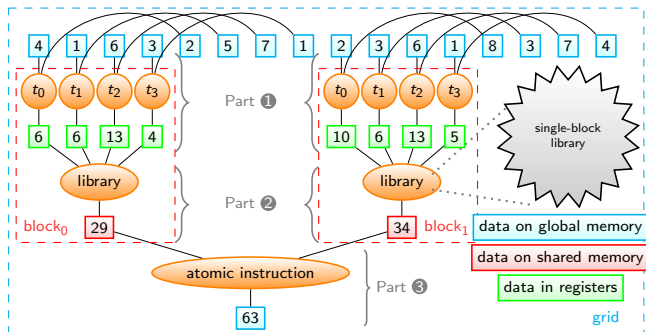 4 1 6 3 2 5 7 1 2 3 6 1 8 3 7 4
t0 t1 t2 t3 t0 t1 t2 t3
Part ❶
6 6 13 4 10 6 13 5
single-block
library
library library
Part ❷
block0 29 34 block1
data on global memory
data on shared memory
atomic instruction
Part ❸
data in registers
63
grid